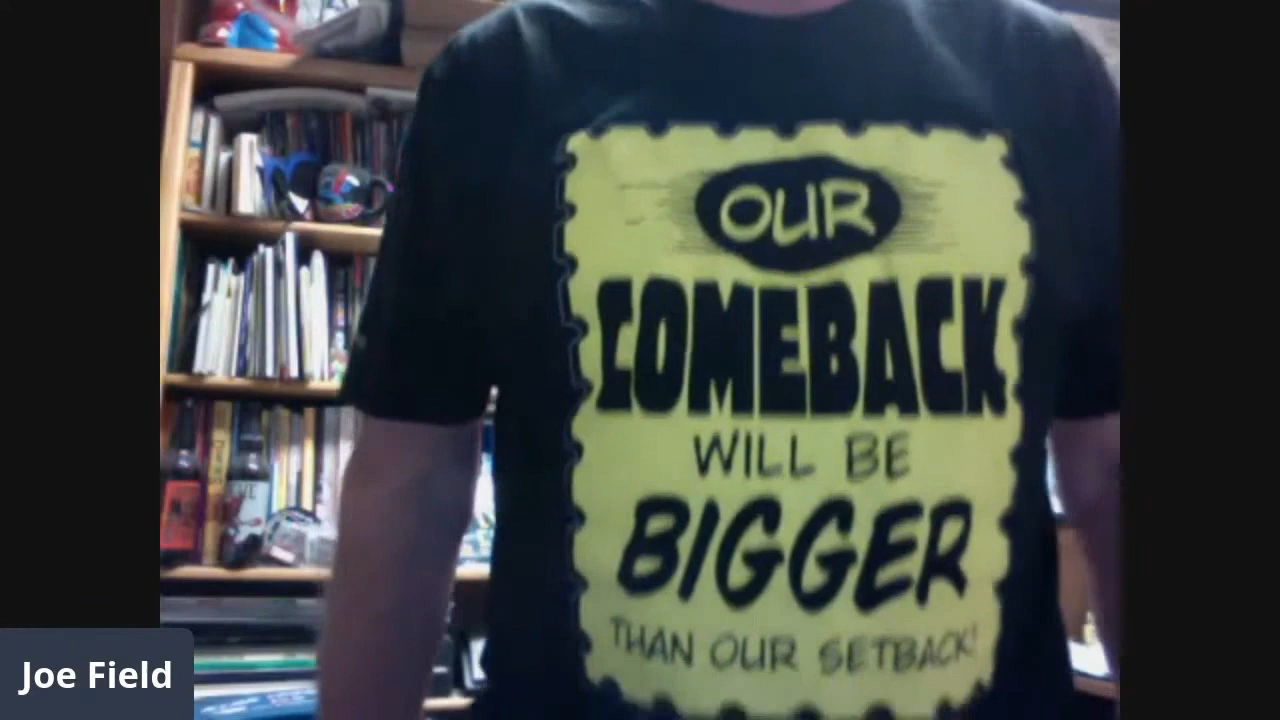 OUR
COMEBACK
WILL BE
BIGGER
THAN OUR SETBACK!
Joe Field